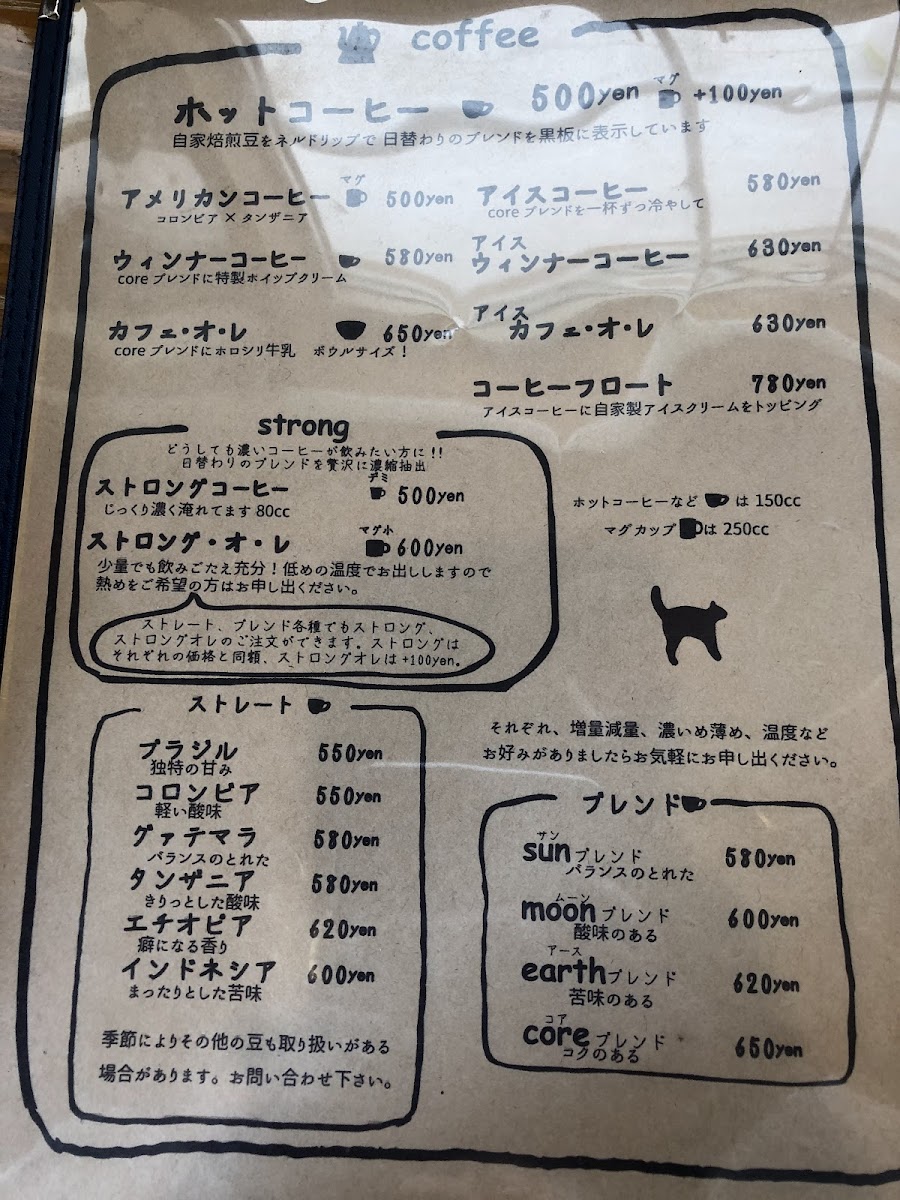 coffee
ホットコーヒー 500yen マグ +100yen
自家焙煎豆をネルドリップで 日替わりのブレンドを黒板に表示しています
アメリカンコーヒー マグ 500yen
コロンビア × タンザニア
アイスコーヒー 580yen
core ブレンドを一杯ずつ冷やして
ウィンナーコーヒー 580yen
core ブレンドに特製ホイップクリーム
アイス
ウィンナーコーヒー 630yen
カフェ・オ・レ 650yen
core ブレンドにホロシリ牛乳 ボウルサイズ！
アイス
カフェ・オ・レ 630yen
コーヒーフロート 780yen
アイスコーヒーに自家製アイスクリームをトッピング
strong
どうしても濃いコーヒーが飲みたい方に！！
日替わりのブレンドを贅沢に濃縮抽出
ストロングコーヒー デミ 500yen
じっくり濃く淹れてます 80cc
ストロング・オ・レ マグ小 600yen
少量でも飲みごたえ充分！低めの温度でお出ししますので
熱めをご希望の方はお申し出ください。
ストレート、ブレンド各種でもストロング、
ストロングオレのご注文ができます。ストロングは
それぞれの価格と同額、ストロングオレは +100yen。
ホットコーヒーなど は 150cc
マグカップ は 250cc
それぞれ、増量減量、濃いめ薄め、温度など
お好みがありましたらお気軽にお申し出ください。
ストレート
ブラジル 550yen
独特の甘み
コロンビア 550yen
軽い酸味
グァテマラ 580yen
バランスのとれた
タンザニア 580yen
きりっとした酸味
エチオピア 620yen
癖になる香り
インドネシア 600yen
まったりとした苦味
季節によりその他の豆も取り扱いがある
場合があります。お問い合わせ下さい。
ブレンド
サン
sun ブレンド 580yen
バランスのとれた
ムーン
moon ブレンド 600yen
酸味のある
アース
earth ブレンド 620yen
苦味のある
コア
core ブレンド 650yen
コクのある